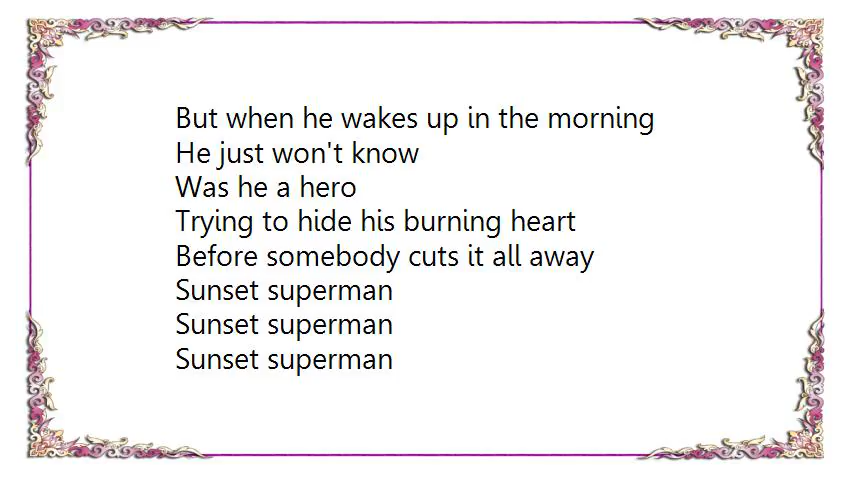 But when he wakes up in the morning
He just won't know
Was he a hero
Trying to hide his burning heart
Before somebody cuts it all away
Sunset superman
Sunset superman
Sunset superman